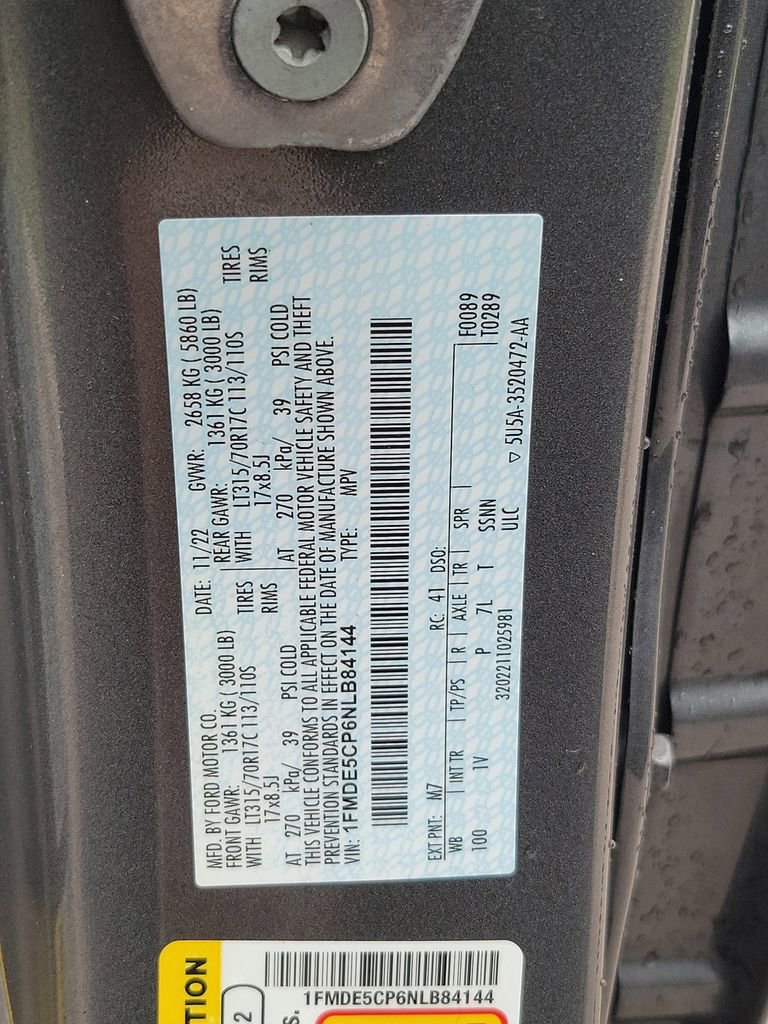 MFD. BY FORD MOTOR CO.
DATE: 11/22 GVWR: 2658 KG ( 5860 LB)
FRONT GAWR: 1361 KG ( 3000 LB) REAR GAWR: 1361 KG ( 3000 LB)
WITH LT315/70R17C 113/110S TIRES WITH LT315/70R17C 113/110S TIRES
17x8.5J RIMS 17x8.5J RIMS
AT 270 kPa/ 39 PSI COLD AT 270 kPa/ 39 PSI COLD
THIS VEHICLE CONFORMS TO ALL APPLICABLE FEDERAL MOTOR VEHICLE SAFETY AND THEFT
PREVENTION STANDARDS IN EFFECT ON THE DATE OF MANUFACTURE SHOWN ABOVE.
VIN: 1FMDE5CP6NLB84144 TYPE: MPV
EXT PNT: M7 RC: 41 DSO: F0089
WB INT TR TP/PS R AXLE TR SPR T0289
100 1V P 7L T SSNN
3202211025981 ULC ▽ 5U5A-3520472-AA
TION
2
s.
1FMDE5CP6NLB84144